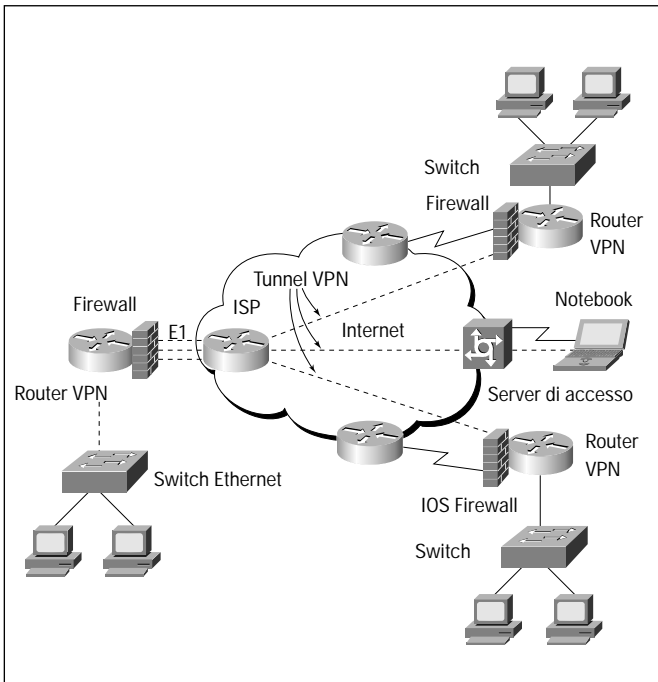 Switch
Firewall
Router
VPN
Tunnel VPN
ISP
Firewall
E1
Internet
Notebook
Router VPN
Server di accesso
Router
VPN
Switch Ethernet
IOS Firewall
Switch